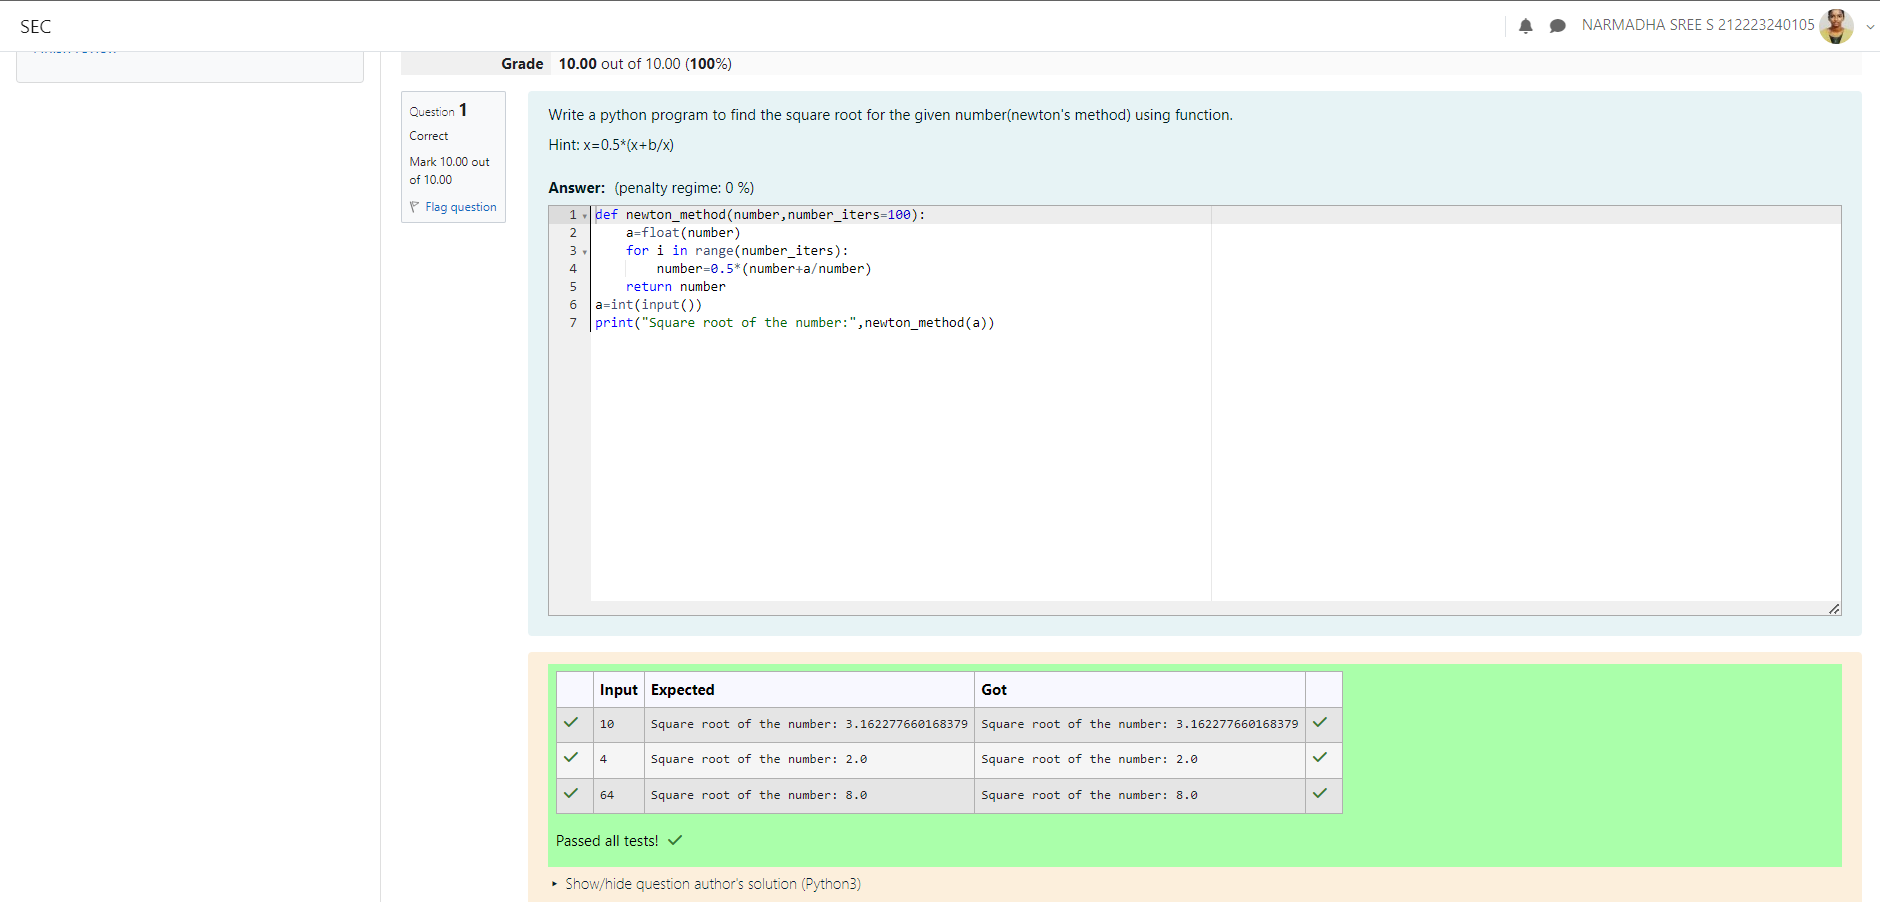 SEC
NARMADHA SREE S 212223240105
Grade 10.00 out of 10.00 (100%)
Question 1
Correct
Mark 10.00 out
of 10.00
Flag question
Write a python program to find the square root for the given number(newton's method) using function.
Hint: x=0.5*(x+b/x)
Answer: (penalty regime: 0 %)
1 def newton_method(number,number_iters=100):
2     a=float(number)
3     for i in range(number_iters):
4         number=0.5*(number+a/number)
5     return number
6 a=int(input())
7 print("Square root of the number:",newton_method(a))
Input Expected Got
10 Square root of the number: 3.162277660168379 Square root of the number: 3.162277660168379
4 Square root of the number: 2.0 Square root of the number: 2.0
64 Square root of the number: 8.0 Square root of the number: 8.0
Passed all tests!
Show/hide question author's solution (Python3)